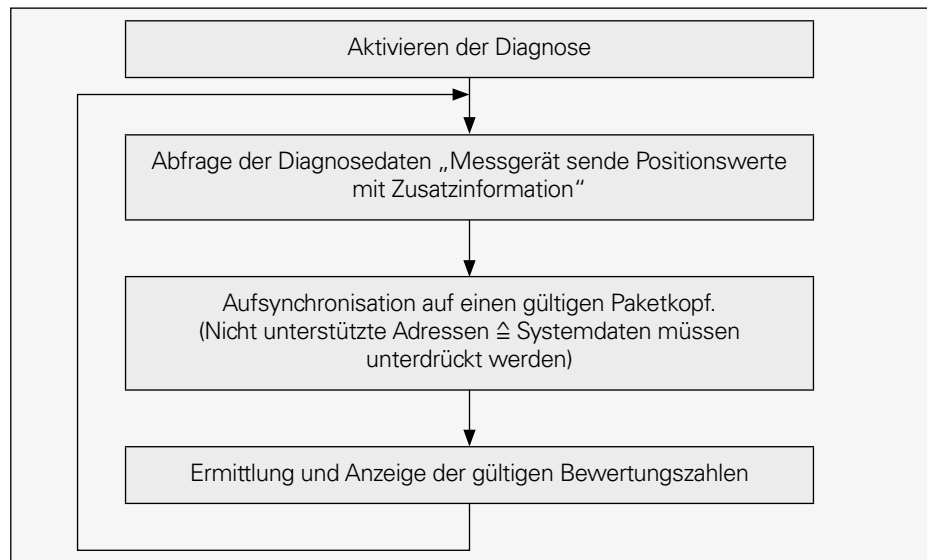 Aktivieren der Diagnose
Abfrage der Diagnosedaten „Messgerät sende Positionswerte
mit Zusatzinformation“
Aufsynchronisation auf einen gültigen Paketkopf.
(Nicht unterstützte Adressen ≙ Systemdaten müssen
unterdrückt werden)
Ermittlung und Anzeige der gültigen Bewertungszahlen